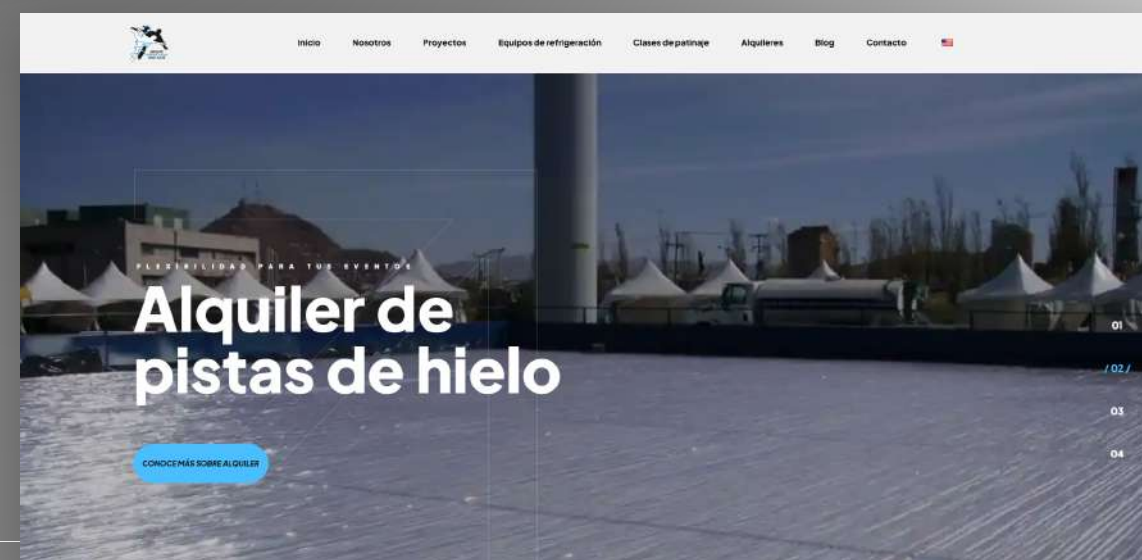 Inicio
Nosotros
Proyectos
Equipos de refrigeración
Clases de patinaje
Alquileres
Blog
Contacto
FLEXIBILIDAD PARA TUS EVENTOS
Alquiler de
pistas de hielo
CONOCE MÁS SOBRE ALQUILER
01
/ 02 /
03
04